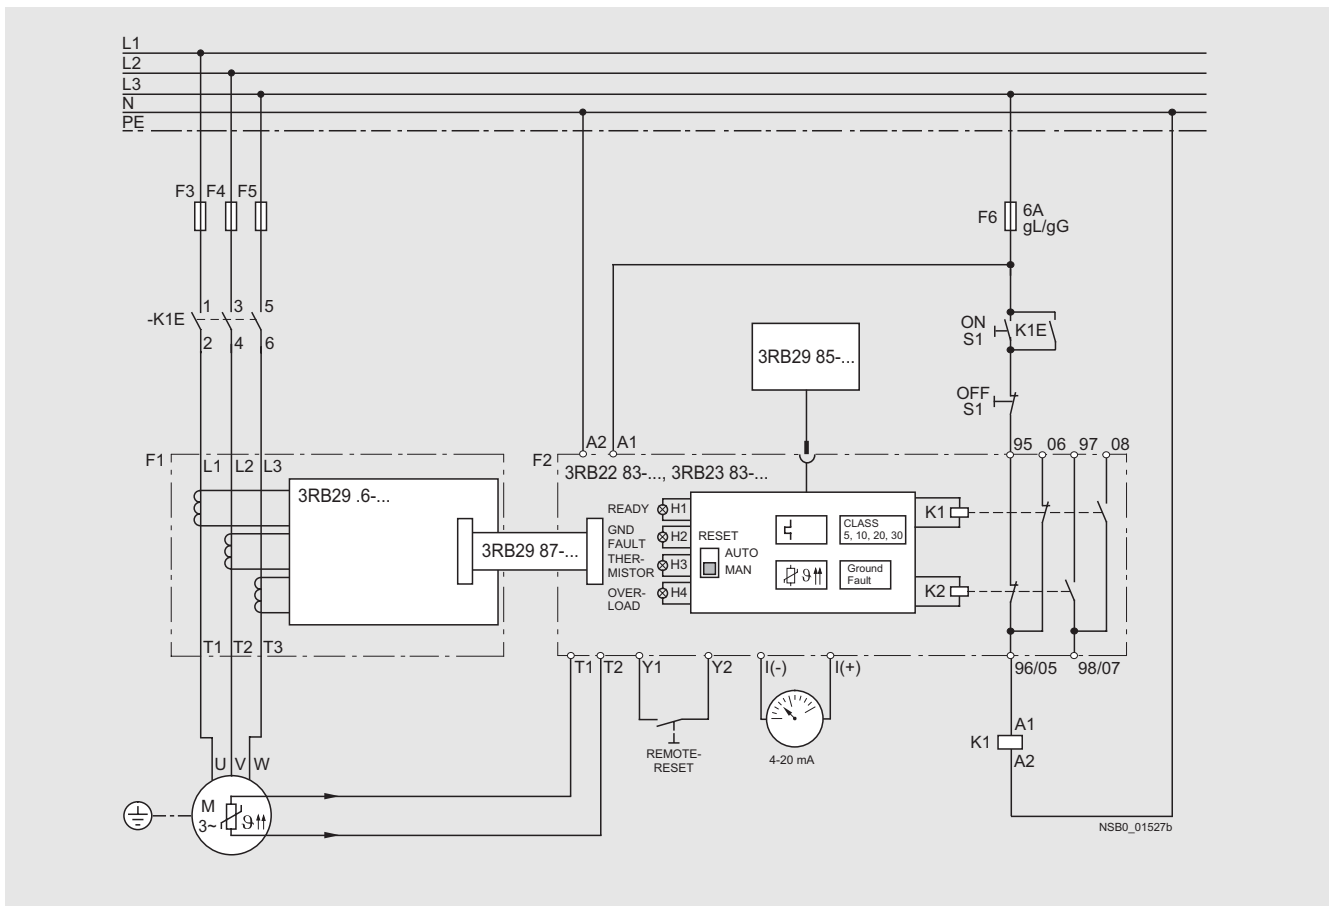 L1
L2
L3
N
PE
F3 F4 F5
F6
6A
gL/gG
1 3 5
-K1E
2 4 6
ON
S1
K1E
OFF
S1
3RB29 85-...
A2 A1
95 06 97 08
F1
L1 L2 L3
F2
3RB22 83-..., 3RB23 83-...
3RB29 .6-...
READY
H1
GND
FAULT
H2
THER-
MISTOR
H3
OVER-
LOAD
H4
RESET
AUTO
MAN
CLASS
5, 10, 20, 30
ϑ
Ground
Fault
K1
K2
3RB29 87-...
T1 T2 T3
T1 T2 Y1 Y2 I(-) I(+)
96/05 98/07
REMOTE-
RESET
4-20 mA
K1
A1
A2
U V W
M
3~
ϑ
NSB0_01527b